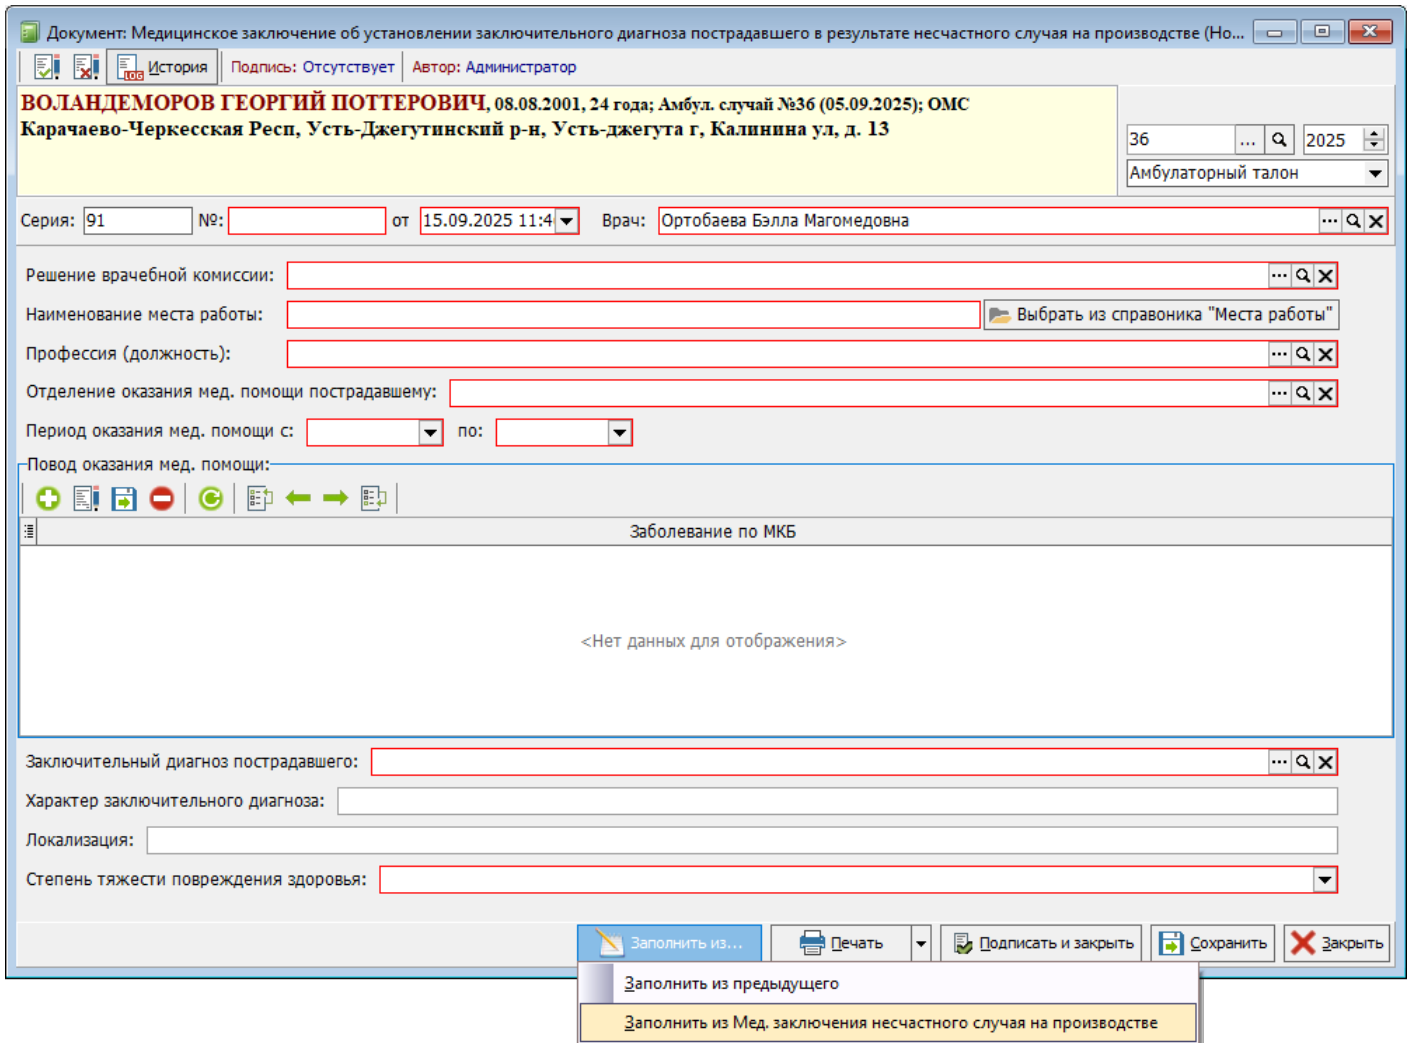 Документ: Медицинское заключение об установлении заключительного диагноза пострадавшего в результате несчастного случая на производстве (Но...
LOG История Подпись: Отсутствует Автор: Администратор
ВОЛАНДЕМОРОВ ГЕОРГИЙ ПОТТЕРОВИЧ, 08.08.2001, 24 года; Амбул. случай №36 (05.09.2025); ОМС
Карачаево-Черкесская Респ, Усть-Джегутинский р-н, Усть-джегута г, Калинина ул, д. 13
36 ... 2025
Амбулаторный талон
Серия: 91 №: от 15.09.2025 11:4 Врач: Ортобаева Бэлла Магомедовна ...
Решение врачебной комиссии: ...
Наименование места работы: Выбрать из справоника "Места работы"
Профессия (должность): ...
Отделение оказания мед. помощи пострадавшему: ...
Период оказания мед. помощи с: по:
Повод оказания мед. помощи:
Заболевание по МКБ
<Нет данных для отображения>
Заключительный диагноз пострадавшего: ...
Характер заключительного диагноза:
Локализация:
Степень тяжести повреждения здоровья:
Заполнить из... Печать Подписать и закрыть Сохранить Закрыть
Заполнить из предыдущего
Заполнить из Мед. заключения несчастного случая на производстве